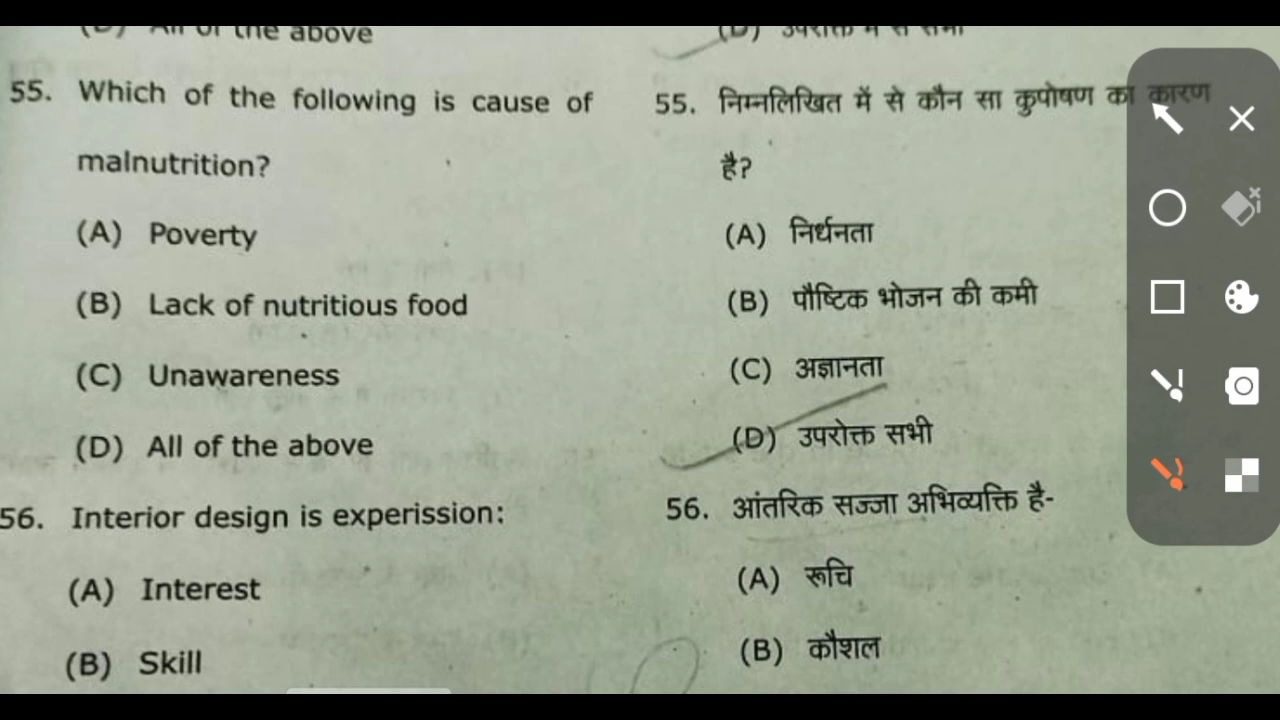 (D) All of the above
55. Which of the following is cause of
malnutrition?
(A) Poverty
(B) Lack of nutritious food
(C) Unawareness
(D) All of the above
56. Interior design is experission:
(A) Interest
(B) Skill
(D) उपरोक्त में से सभी
55. निम्नलिखित में से कौन सा कुपोषण का कारण
है?
(A) निर्धनता
(B) पौष्टिक भोजन की कमी
(C) अज्ञानता
(D) उपरोक्त सभी
56. आंतरिक सज्जा अभिव्यक्ति है-
(A) रूचि
(B) कौशल